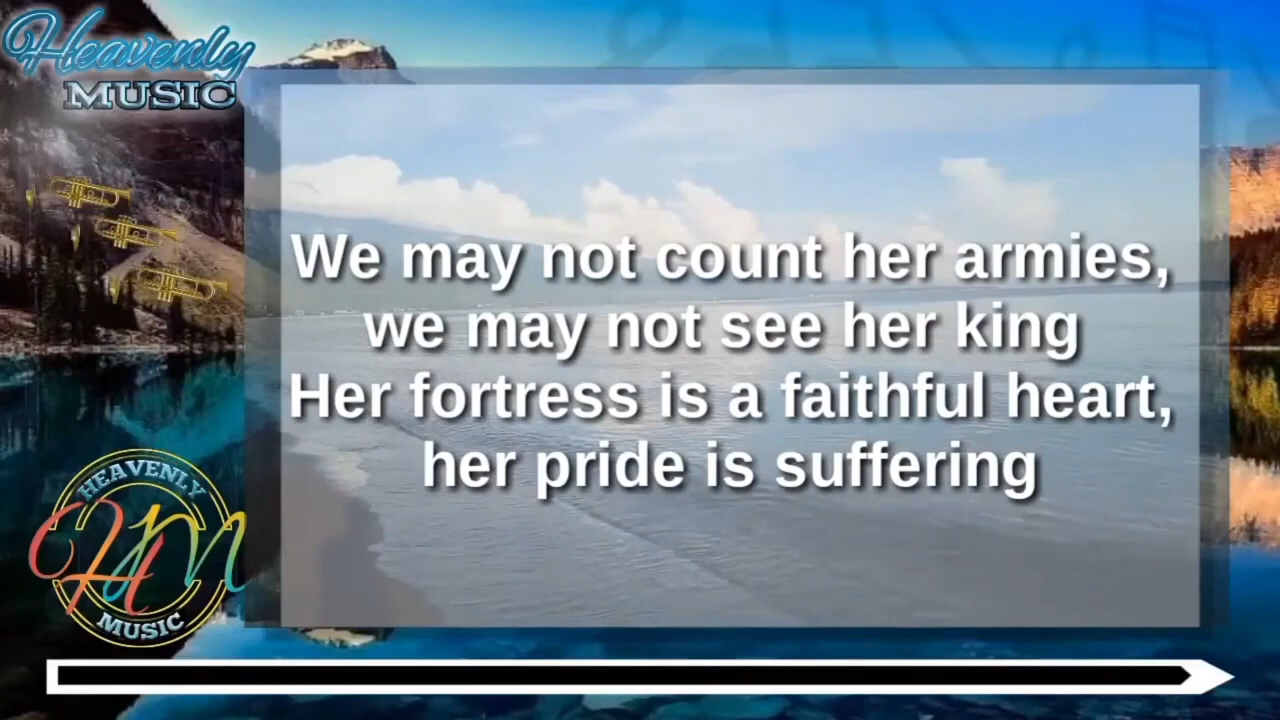 Heavenly
MUSIC
We may not count her armies,
we may not see her king
Her fortress is a faithful heart,
her pride is suffering
HEAVENLY
HM
MUSIC